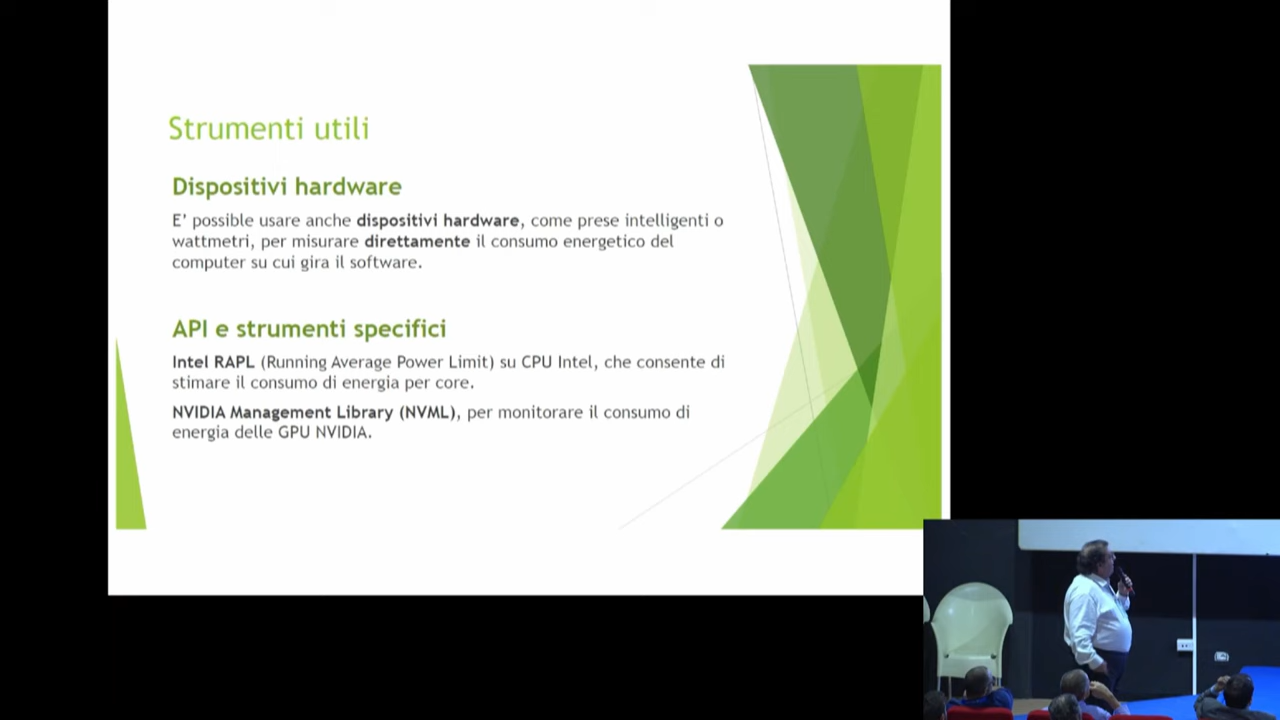 Strumenti utili
Dispositivi hardware
E' possibile usare anche dispositivi hardware, come prese intelligenti o
wattmetri, per misurare direttamente il consumo energetico del
computer su cui gira il software.
API e strumenti specifici
Intel RAPL (Running Average Power Limit) su CPU Intel, che consente di
stimare il consumo di energia per core.
NVIDIA Management Library (NVML), per monitorare il consumo di
energia delle GPU NVIDIA.